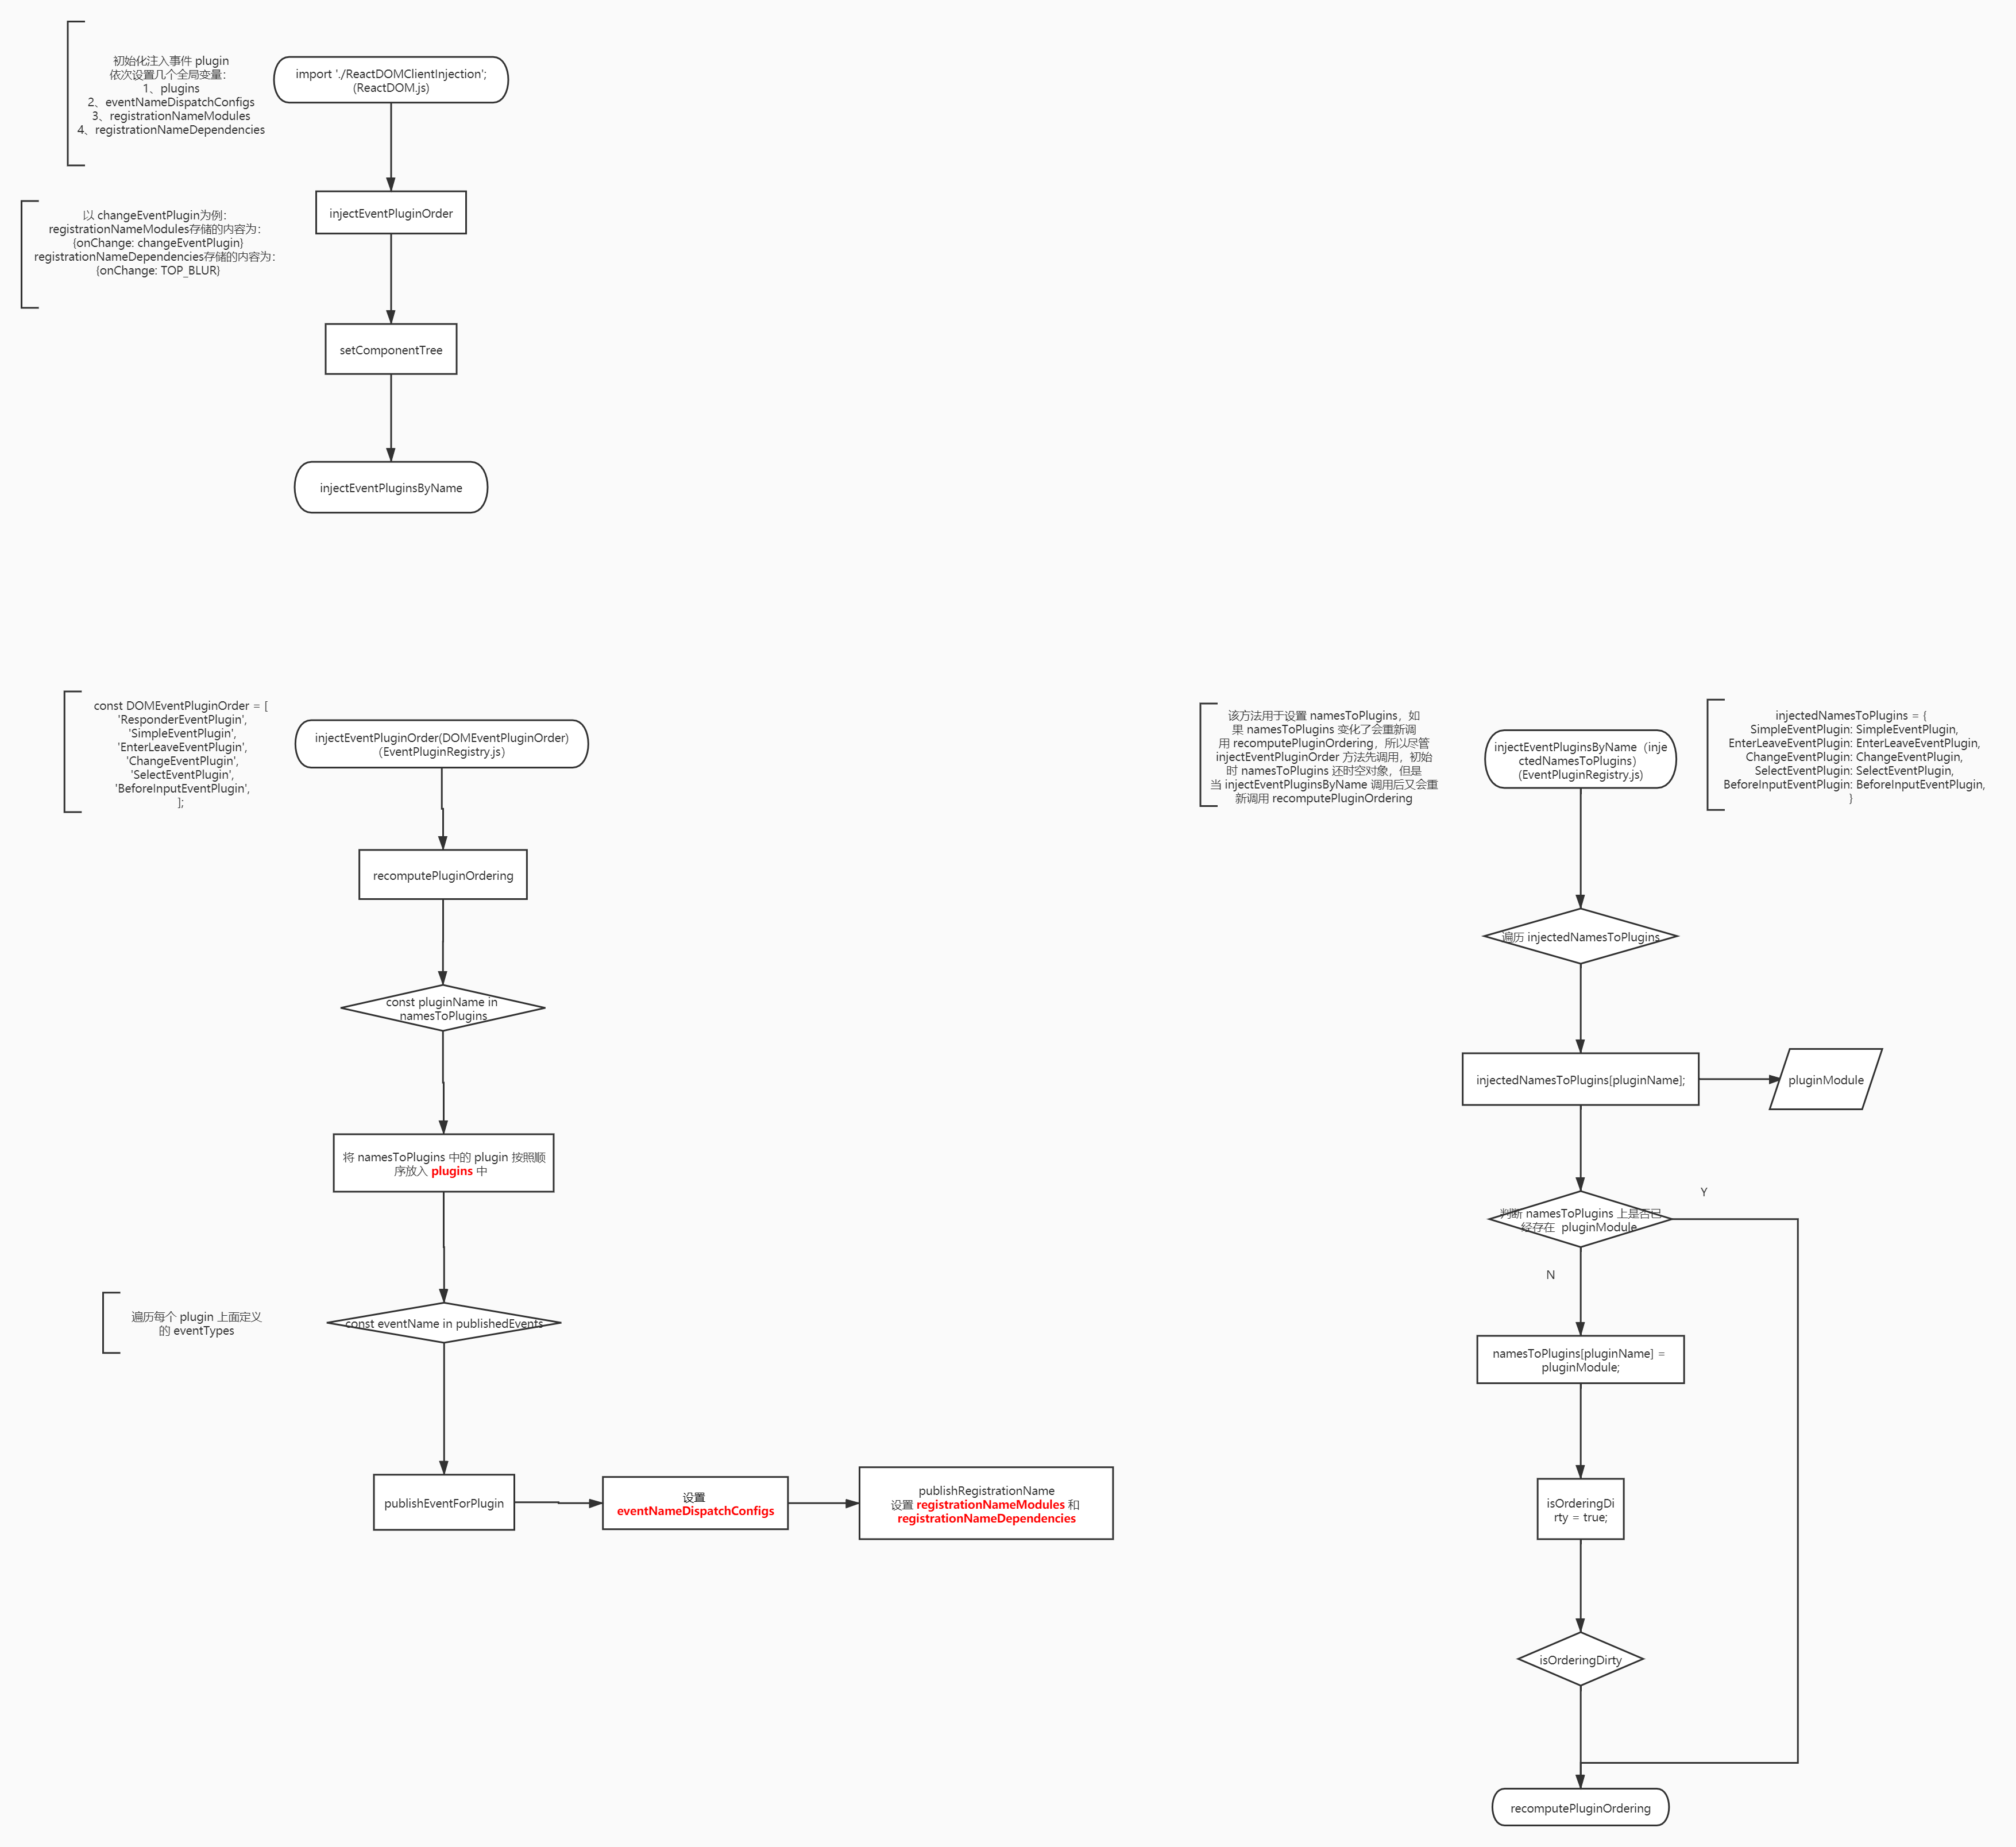 初始化注入事件 plugin
依次设置几个全局变量：
1、plugins
2、eventNameDispatchConfigs
3、registrationNameModules
4、registrationNameDependencies
import './ReactDOMClientInjection';
(ReactDOM.js)
以 changeEventPlugin为例：
registrationNameModules存储的内容为：
{onChange: changeEventPlugin}
registrationNameDependencies存储的内容为：
{onChange: TOP_BLUR}
injectEventPluginOrder
setComponentTree
injectEventPluginsByName
const DOMEventPluginOrder = [
'ResponderEventPlugin',
'SimpleEventPlugin',
'EnterLeaveEventPlugin',
'ChangeEventPlugin',
'SelectEventPlugin',
'BeforeInputEventPlugin',
];
injectEventPluginOrder(DOMEventPluginOrder)
（EventPluginRegistry.js）
recomputePluginOrdering
const pluginName in
namesToPlugins
将 namesToPlugins 中的 plugin 按照顺
序放入 plugins 中
遍历每个 plugin 上面定义
的 eventTypes
const eventName in publishedEvents
publishEventForPlugin
设置
eventNameDispatchConfigs
publishRegistrationName
设置 registrationNameModules 和
registrationNameDependencies
该方法用于设置 namesToPlugins，如
果 namesToPlugins 变化了会重新调
用 recomputePluginOrdering，所以尽管
injectEventPluginOrder 方法先调用，初始
时 namesToPlugins 还时空对象，但是
当 injectEventPluginsByName 调用后又会重
新调用 recomputePluginOrdering
injectEventPluginsByName（inje
ctedNamesToPlugins）
(EventPluginRegistry.js)
injectedNamesToPlugins = {
SimpleEventPlugin: SimpleEventPlugin,
EnterLeaveEventPlugin: EnterLeaveEventPlugin,
ChangeEventPlugin: ChangeEventPlugin,
SelectEventPlugin: SelectEventPlugin,
BeforeInputEventPlugin: BeforeInputEventPlugin,
}
遍历 injectedNamesToPlugins
injectedNamesToPlugins[pluginName];
pluginModule
判断 namesToPlugins 上是否已
经存在 pluginModule
Y
N
namesToPlugins[pluginName] =
pluginModule;
isOrderingDi
rty = true;
isOrderingDirty
recomputePluginOrdering